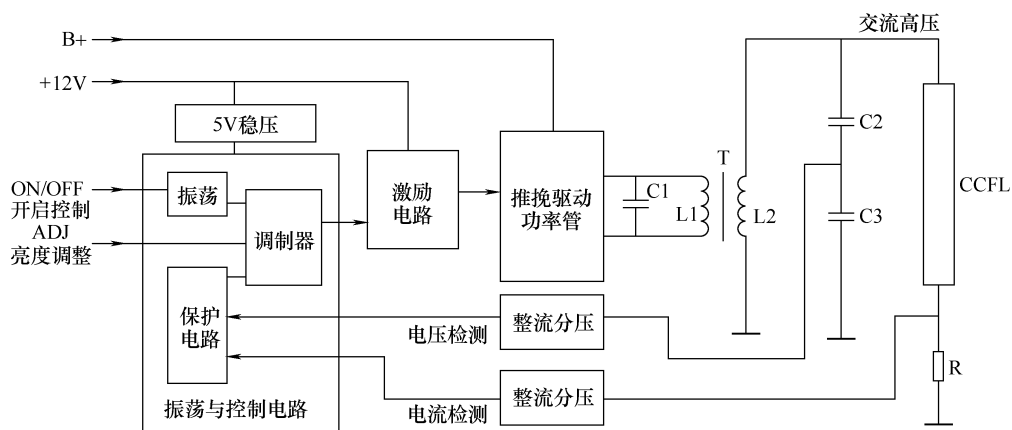 交流高压
B+
+12V
5V稳压
C2
T
ON/OFF
开启控制
ADJ
亮度调整
振荡
调制器
激励
电路
推挽驱动
功率管
C1
L1
L2
C3
CCFL
保护
电路
电压检测
整流分压
电流检测
整流分压
R
振荡与控制电路